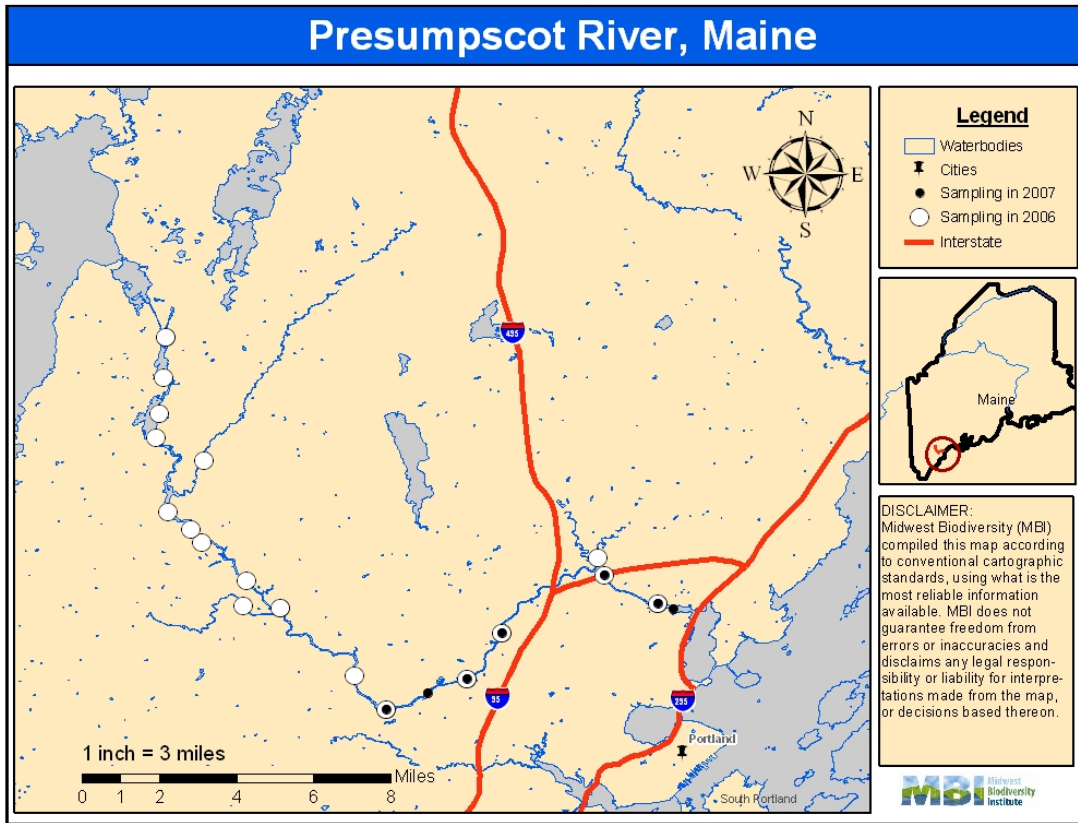 Presumpscot River, Maine
N
W E
S
495
95
295
Portland
South Portland
1 inch = 3 miles
Miles
0 1 2 4 6 8
Legend
Waterbodies
Cities
Sampling in 2007
Sampling in 2006
Interstate
Maine
DISCLAIMER:
Midwest Biodiversity (MBI)
compiled this map according
to conventional cartographic
standards, using what is the
most reliable information
available. MBI does not
guarantee freedom from
errors or inaccuracies and
disclaims any legal respon-
sibility or liability for interpre-
tations made from the map,
or decisions based thereon.
MBI Midwest
Biodiversity
Institute